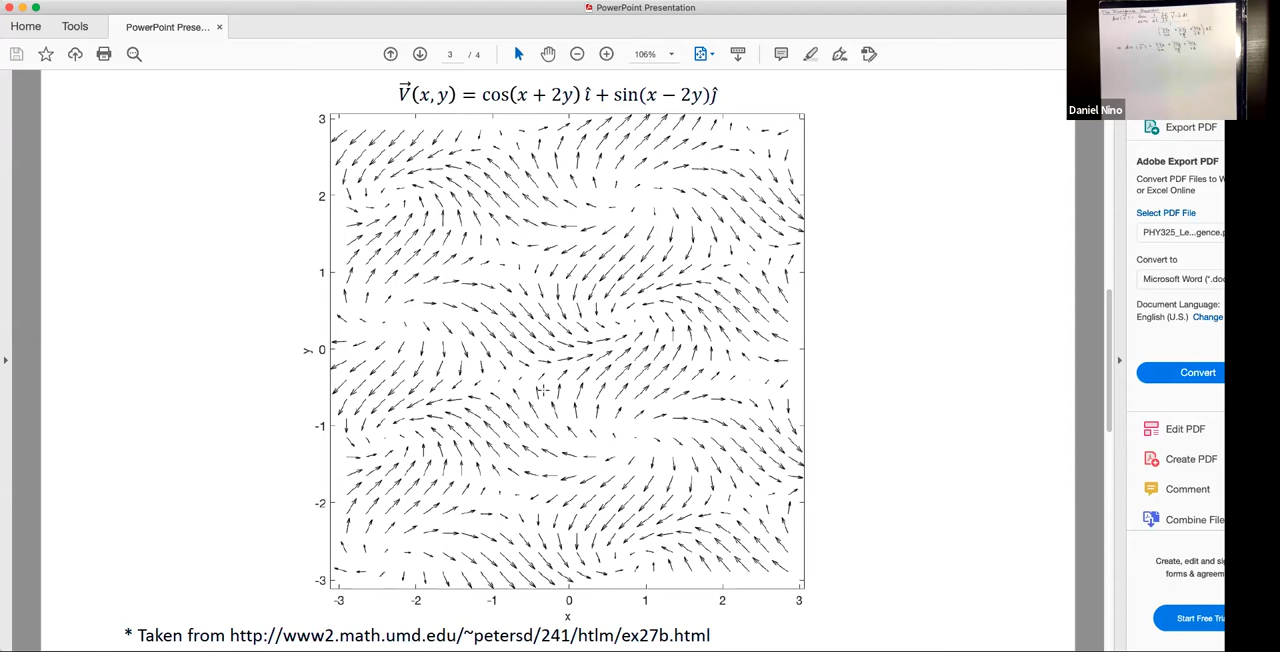 PowerPoint Presentation
Home
Tools
PowerPoint Prese... ×
3 / 4
106%
V⃗(x, y) = cos(x + 2y) î + sin(x − 2y)ĵ
3
2
1
y 0
-1
-2
-3
-3 -2 -1 0 1 2 3
x
* Taken from http://www2.math.umd.edu/~petersd/241/htlm/ex27b.html
Daniel Nino
Export PDF
Adobe Export PDF
Convert PDF Files to W
or Excel Online
Select PDF File
PHY325_Le...gence.p
Convert to
Microsoft Word (*.doc
Document Language:
English (U.S.) Change
Convert
Edit PDF
Create PDF
Comment
Combine File
Create, edit and sig
forms & agreem
Start Free Tria